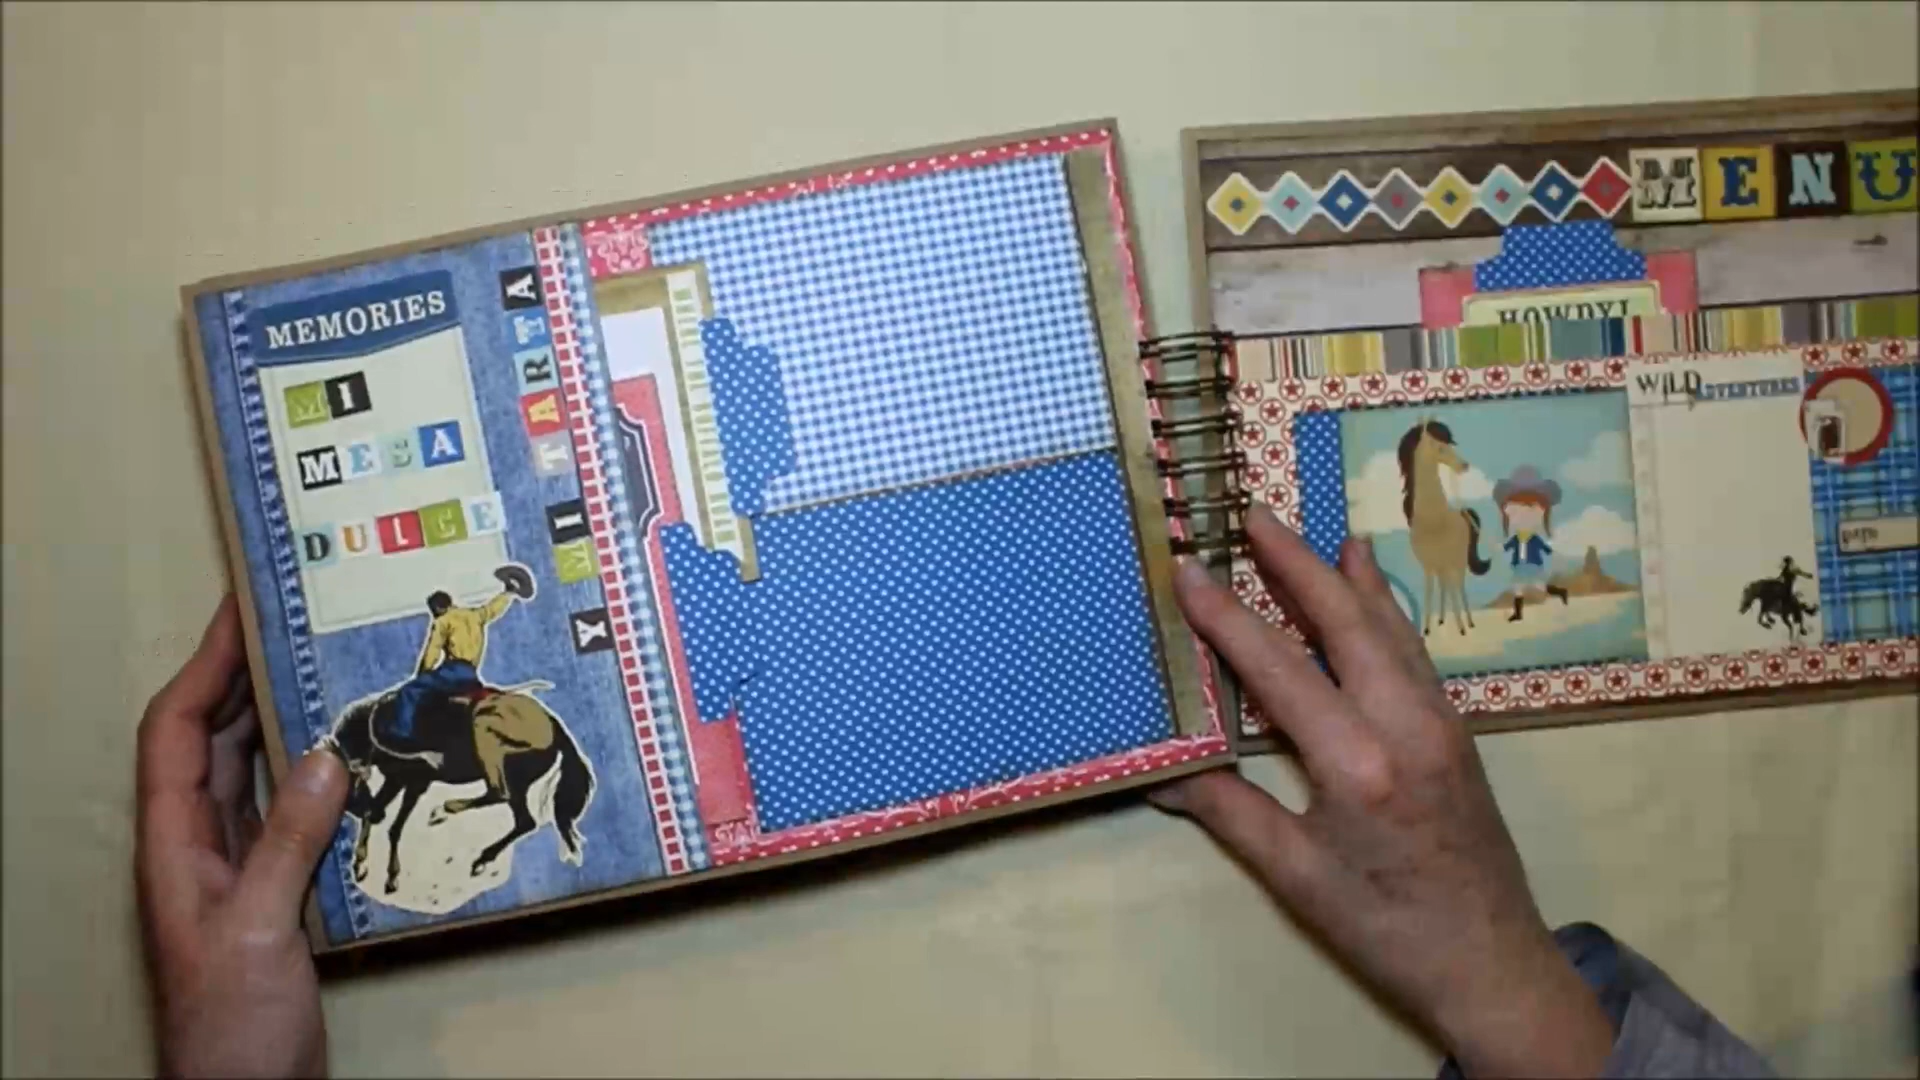 MEMORIES
MI
MESA
DULCE
Y MI TARTA
MENU
HOWDY!
WILD ADVENTURES